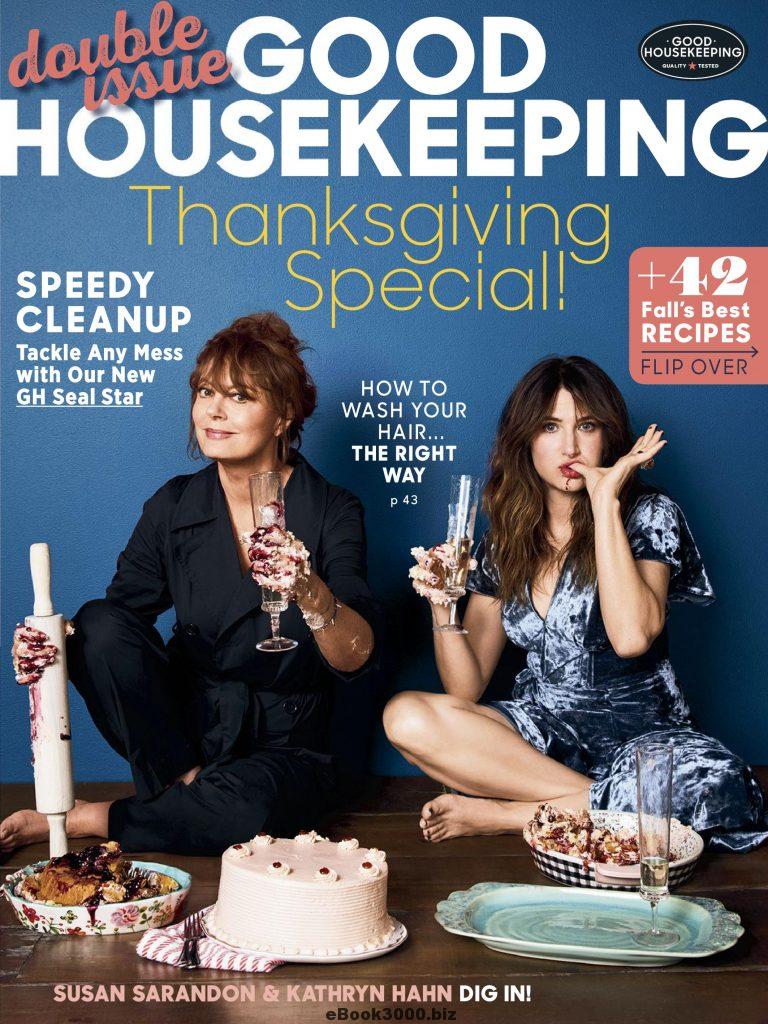 double
issue
GOOD
HOUSEKEEPING
· GOOD ·
HOUSEKEEPING
QUALITY ★ TESTED
Thanksgiving
Special!
SPEEDY
CLEANUP
Tackle Any Mess
with Our New
GH Seal Star
+42
Fall's Best
RECIPES
FLIP OVER
HOW TO
WASH YOUR
HAIR...
THE RIGHT
WAY
p 43
SUSAN SARANDON & KATHRYN HAHN DIG IN!
eBook3000.biz